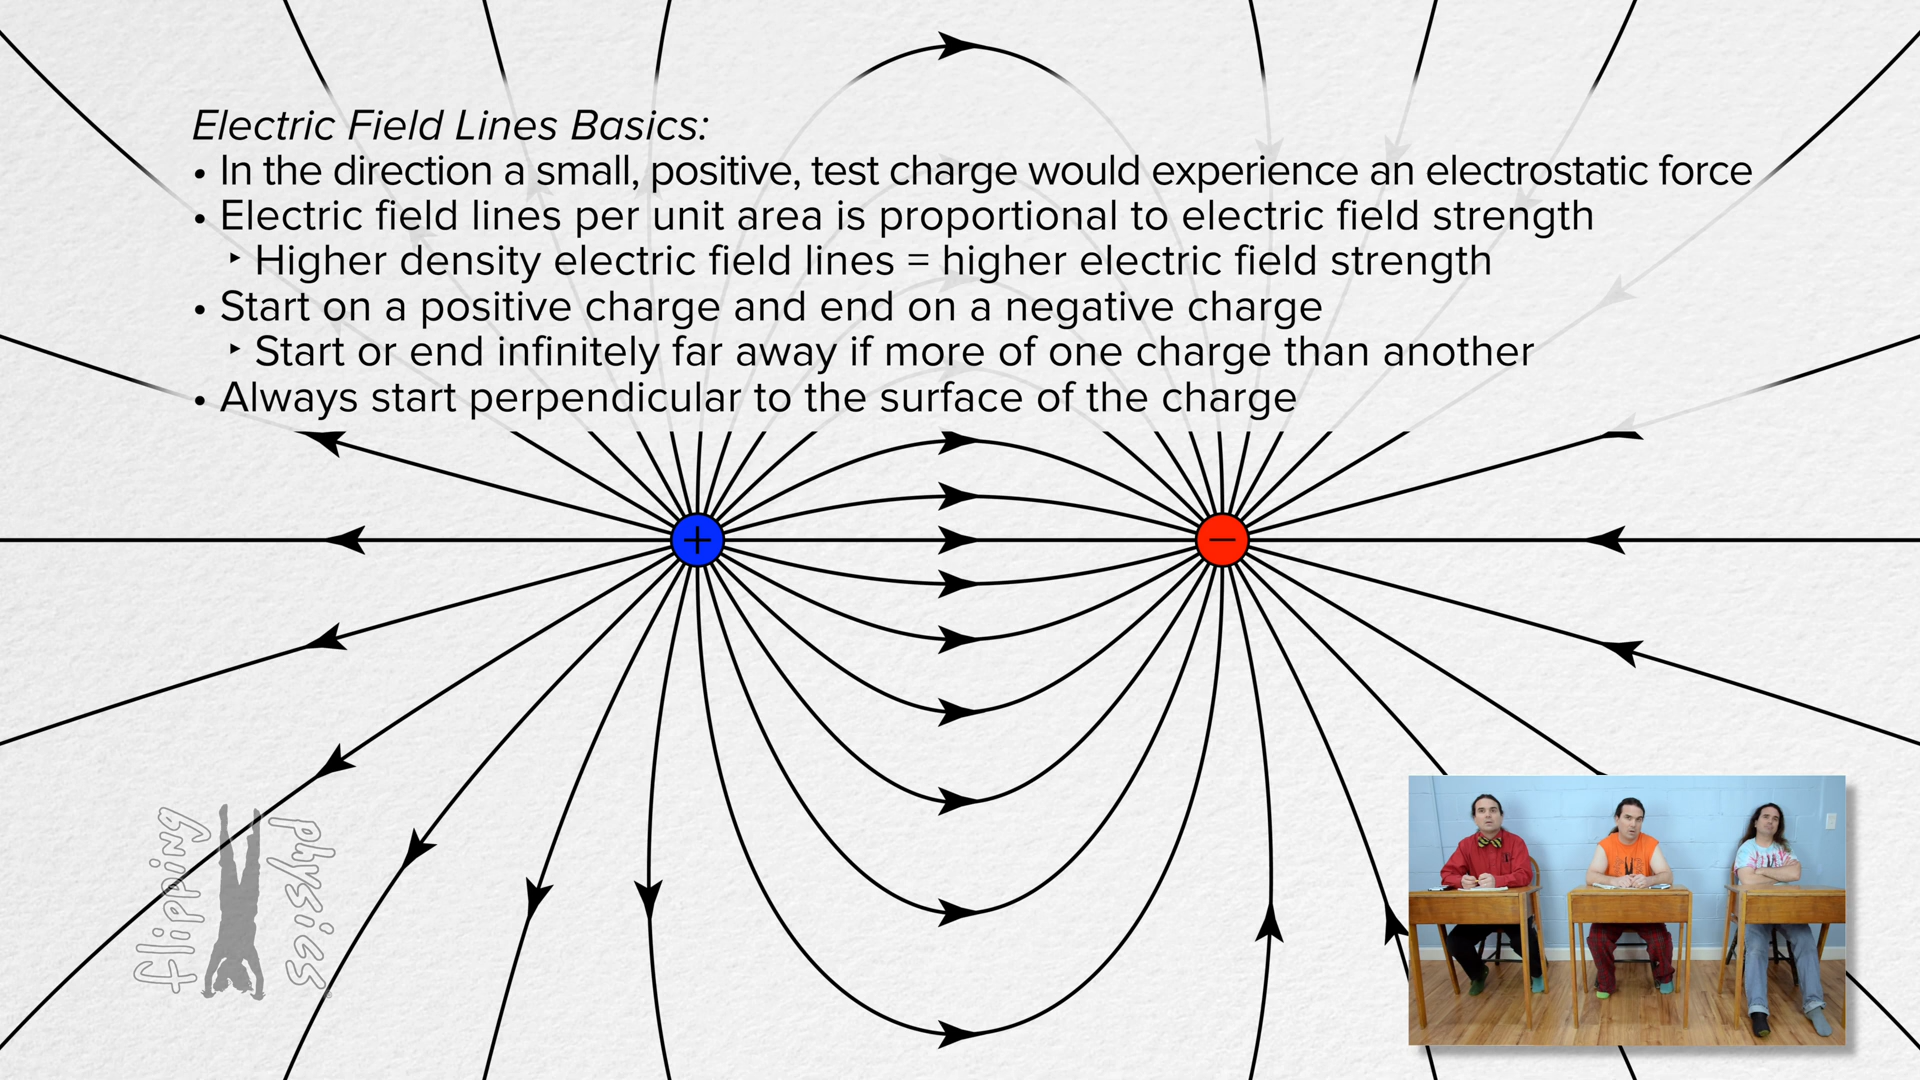 Electric Field Lines Basics:
• In the direction a small, positive, test charge would experience an electrostatic force
• Electric field lines per unit area is proportional to electric field strength
‣ Higher density electric field lines = higher electric field strength
• Start on a positive charge and end on a negative charge
‣ Start or end infinitely far away if more of one charge than another
• Always start perpendicular to the surface of the charge
+
−
flipping
physics